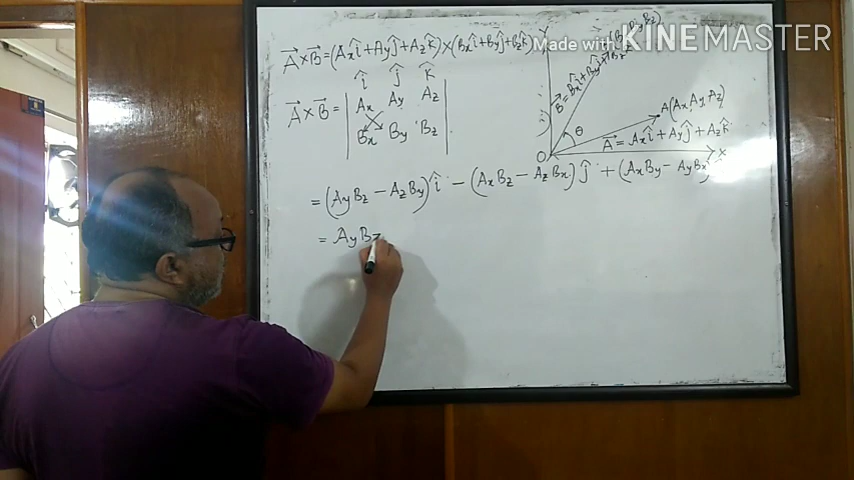 Made with KINEMASTER
A⃗ × B⃗ = (Axî + Ayĵ + Azk̂) × (Bxî + Byĵ + Bzk̂)
î ĵ k̂
A⃗ × B⃗ = | Ax Ay Az |
Bx By Bz
= (AyBz − AzBy) î − (AxBz − AzBx) ĵ + (AxBy − AyBx)
= AyBz
Y
B⃗ = Bxî + Byĵ +
A (Ax Ay Az)
θ
A⃗ = Axî + Ayĵ + Azk̂
O
X